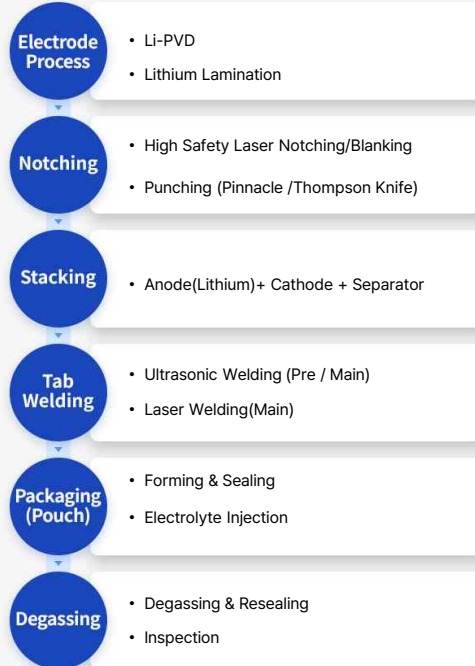 Electrode
Process
• Li-PVD
• Lithium Lamination
Notching
• High Safety Laser Notching/Blanking
• Punching (Pinnacle /Thompson Knife)
Stacking
• Anode(Lithium)+ Cathode + Separator
Tab
Welding
• Ultrasonic Welding (Pre / Main)
• Laser Welding(Main)
Packaging
(Pouch)
• Forming & Sealing
• Electrolyte Injection
Degassing
• Degassing & Resealing
• Inspection